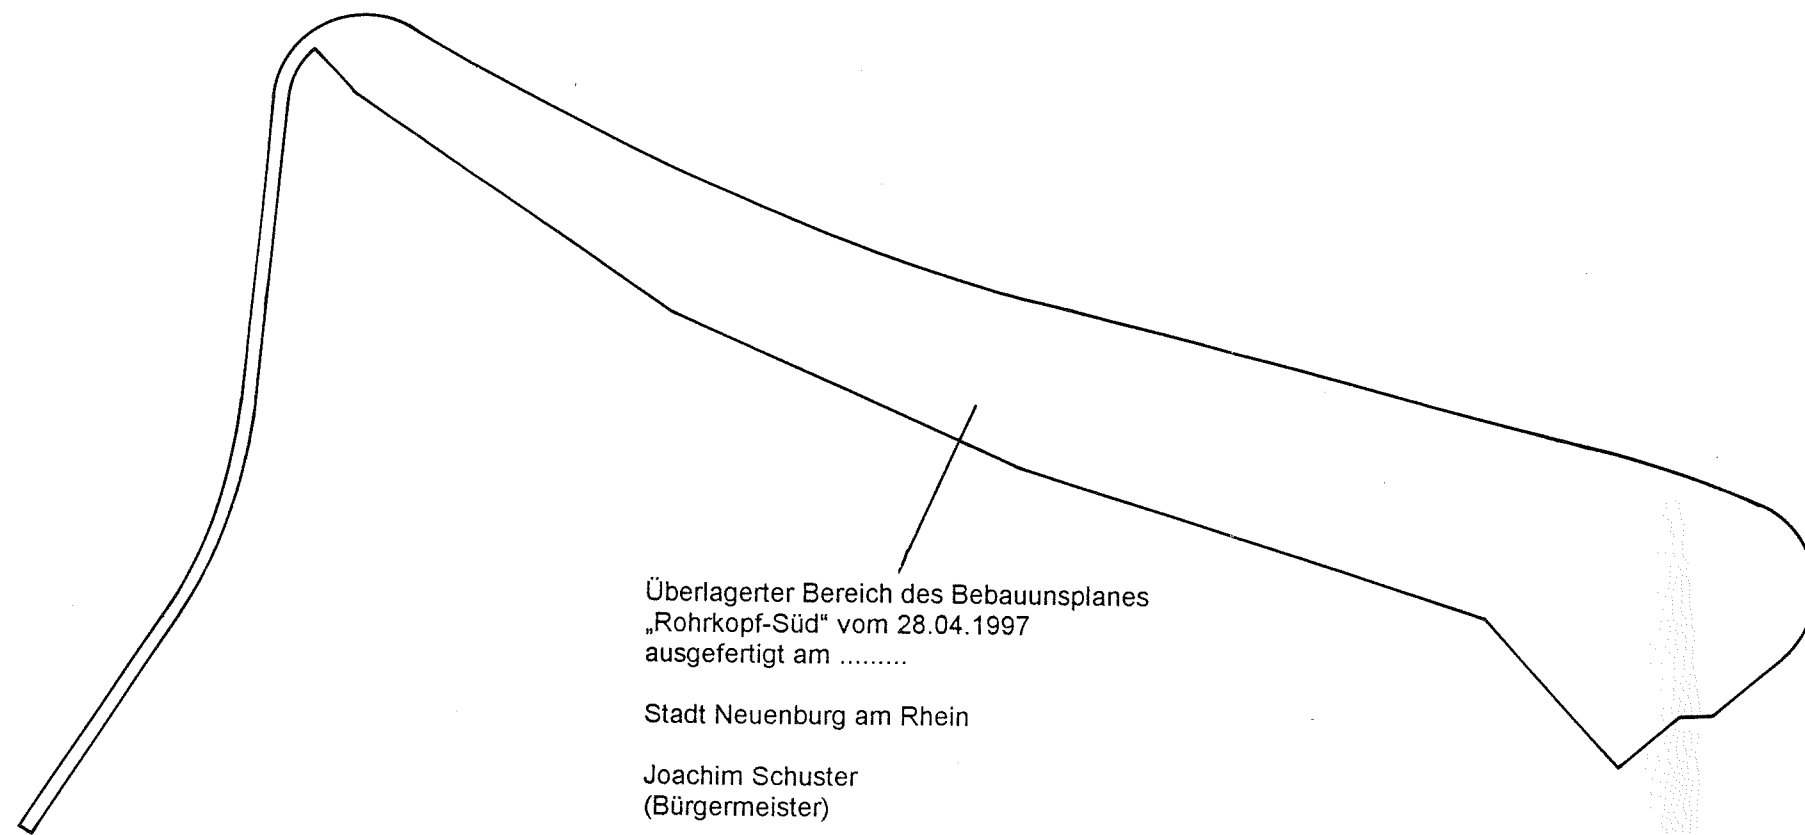 Überlagerter Bereich des Bebauunsplanes
„Rohrkopf-Süd“ vom 28.04.1997
ausgefertigt am .........
Stadt Neuenburg am Rhein
Joachim Schuster
(Bürgermeister)